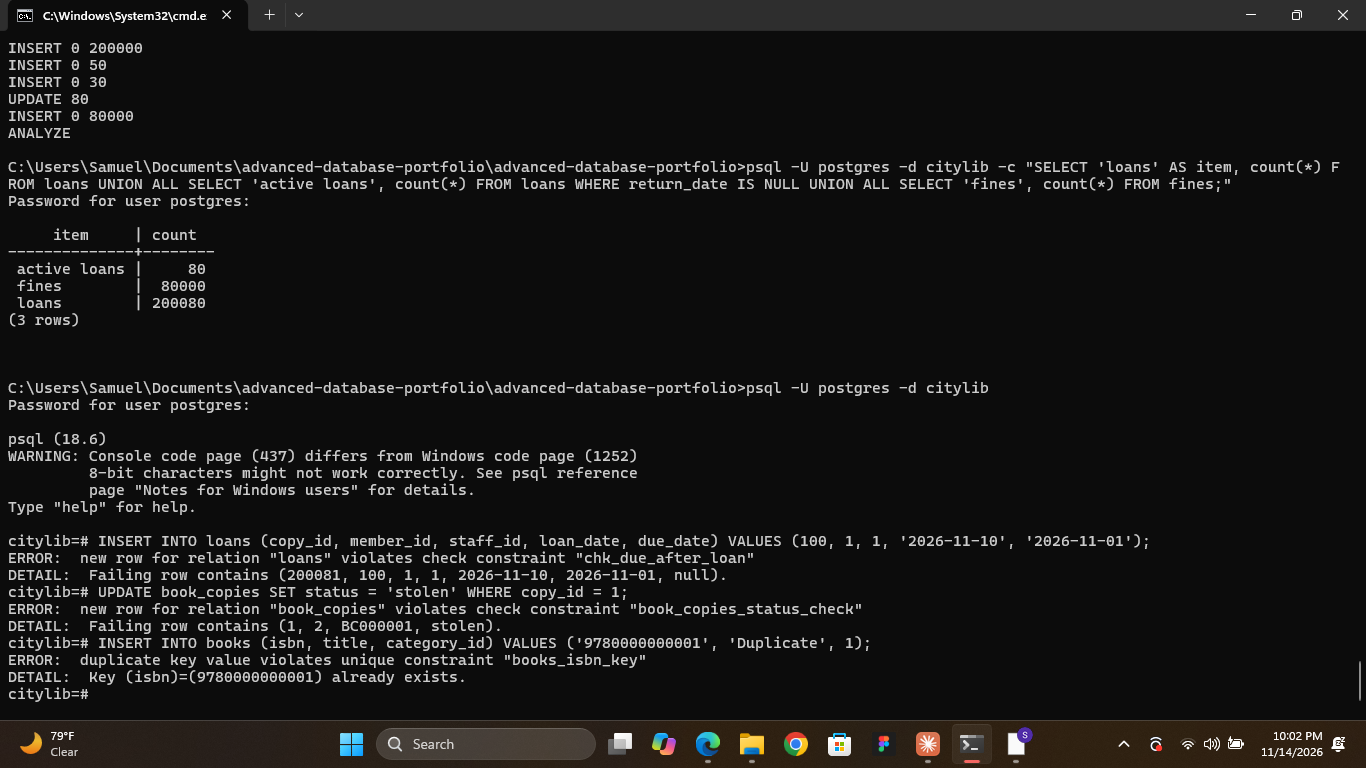 C:\Windows\System32\cmd.e
INSERT 0 200000
INSERT 0 50
INSERT 0 30
UPDATE 80
INSERT 0 80000
ANALYZE
C:\Users\Samuel\Documents\advanced-database-portfolio\advanced-database-portfolio>psql -U postgres -d citylib -c "SELECT 'loans' AS item, count(*) F
ROM loans UNION ALL SELECT 'active loans', count(*) FROM loans WHERE return_date IS NULL UNION ALL SELECT 'fines', count(*) FROM fines;"
Password for user postgres:
item | count
--------------+--------
active loans | 80
fines | 80000
loans | 200080
(3 rows)
C:\Users\Samuel\Documents\advanced-database-portfolio\advanced-database-portfolio>psql -U postgres -d citylib
Password for user postgres:
psql (18.6)
WARNING: Console code page (437) differs from Windows code page (1252)
8-bit characters might not work correctly. See psql reference
page "Notes for Windows users" for details.
Type "help" for help.
citylib=# INSERT INTO loans (copy_id, member_id, staff_id, loan_date, due_date) VALUES (100, 1, 1, '2026-11-10', '2026-11-01');
ERROR:  new row for relation "loans" violates check constraint "chk_due_after_loan"
DETAIL:  Failing row contains (200081, 100, 1, 1, 2026-11-10, 2026-11-01, null).
citylib=# UPDATE book_copies SET status = 'stolen' WHERE copy_id = 1;
ERROR:  new row for relation "book_copies" violates check constraint "book_copies_status_check"
DETAIL:  Failing row contains (1, 2, BC000001, stolen).
citylib=# INSERT INTO books (isbn, title, category_id) VALUES ('9780000000001', 'Duplicate', 1);
ERROR:  duplicate key value violates unique constraint "books_isbn_key"
DETAIL:  Key (isbn)=(9780000000001) already exists.
citylib=#
79°F
Clear
Search
S
10:02 PM
11/14/2026